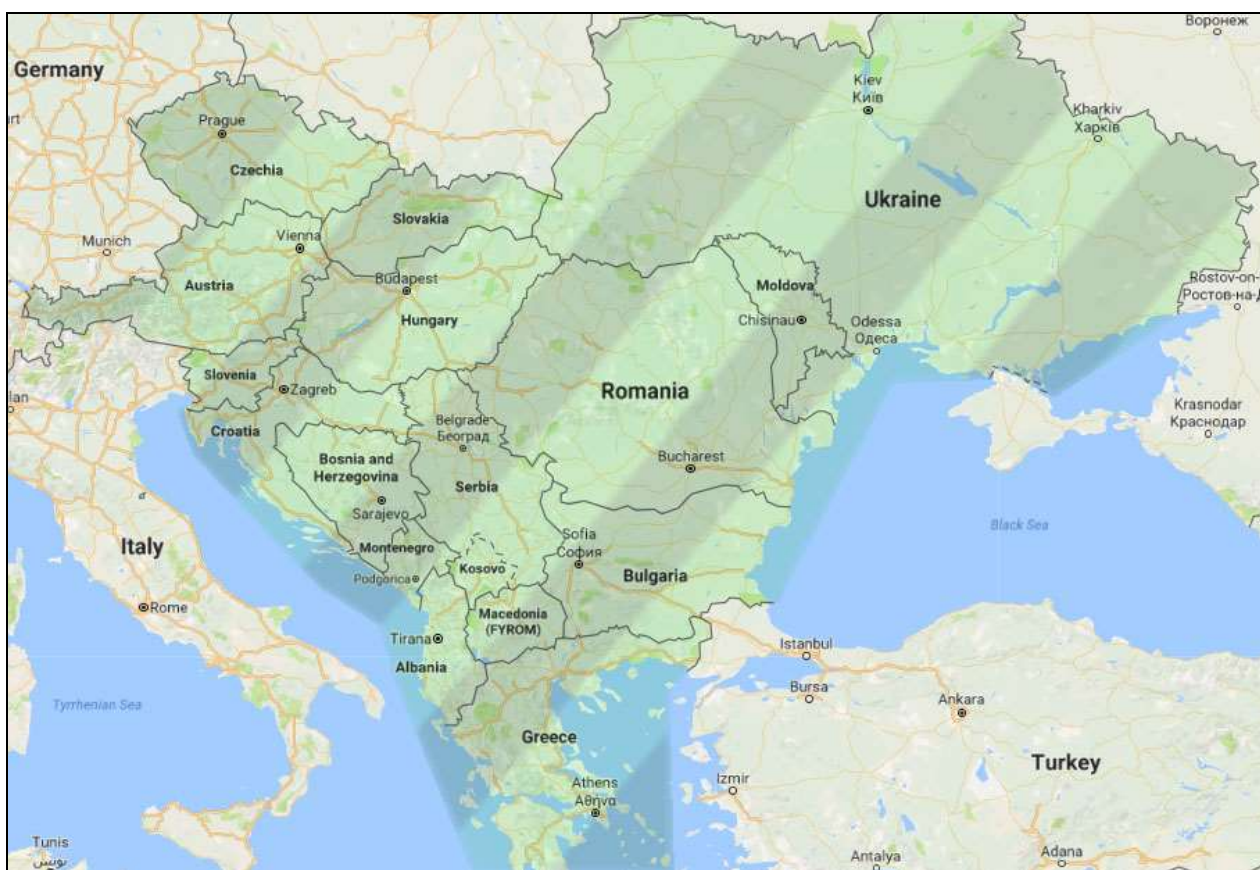 Воронеж
Germany
Kiev
Київ
Kharkiv
Харків
Prague
Czechia
Ukraine
Slovakia
Munich
Vienna
Austria
Budapest
Moldova
Rostov-on-
Ростов-на-Д
Hungary
Chisinau
Odessa
Одеса
Slovenia
Zagreb
Romania
Krasnodar
Краснодар
Croatia
Belgrade
Београд
Bosnia and
Herzegovina
Bucharest
Serbia
Sarajevo
Black Sea
Italy
Montenegro
Sofia
София
Kosovo
Bulgaria
Podgorica
Rome
Macedonia
(FYROM)
Tirana
Istanbul
Albania
Bursa
Ankara
Tyrrhenian Sea
Greece
Turkey
Athens
Αθήνα
Izmir
Tunis
تونس
Antalya
Adana